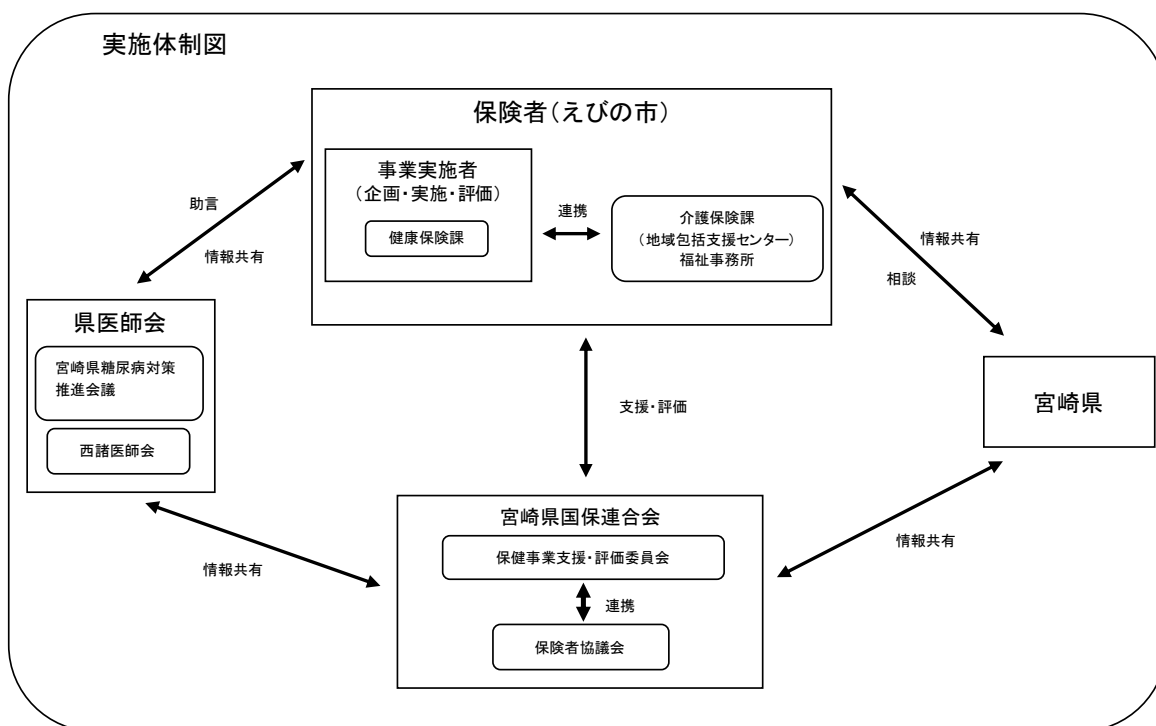 実施体制図
保険者(えびの市)
事業実施者
(企画・実施・評価)
健康保険課
連携
介護保険課
(地域包括支援センター)
福祉事務所
助言
情報共有
情報共有
相談
県医師会
宮崎県糖尿病対策
推進会議
西諸医師会
支援・評価
宮崎県
宮崎県国保連合会
保健事業支援・評価委員会
連携
保険者協議会
情報共有
情報共有